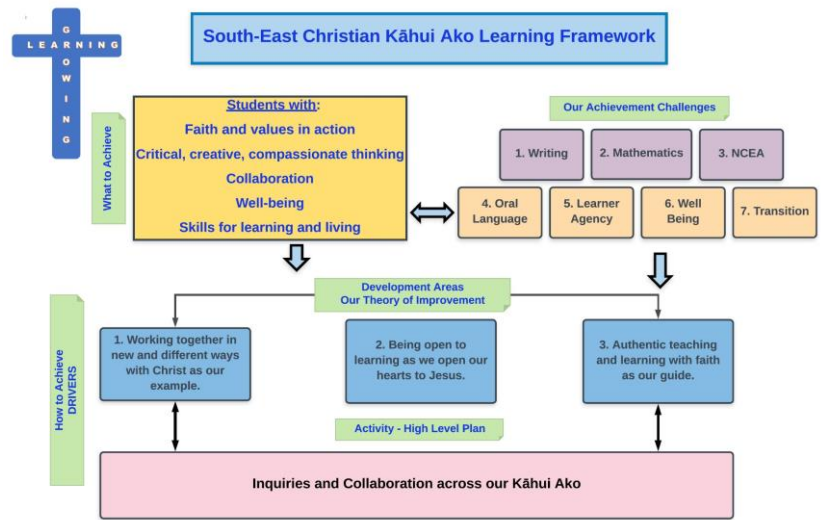 South-East Christian Kāhui Ako Learning Framework
LEARNING
GROWING
What to Achieve
Students with:
Faith and values in action
Critical, creative, compassionate thinking
Collaboration
Well-being
Skills for learning and living
Our Achievement Challenges
1. Writing
2. Mathematics
3. NCEA
4. Oral
Language
5. Learner
Agency
6. Well
Being
7. Transition
How to Achieve
DRIVERS
Development Areas
Our Theory of Improvement
1. Working together in
new and different ways
with Christ as our
example.
2. Being open to
learning as we open our
hearts to Jesus.
3. Authentic teaching
and learning with faith
as our guide.
Activity - High Level Plan
Inquiries and Collaboration across our Kāhui Ako